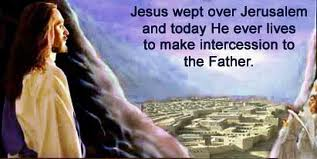 Jesus wept over Jerusalem
and today He ever lives
to make intercession to
the Father.